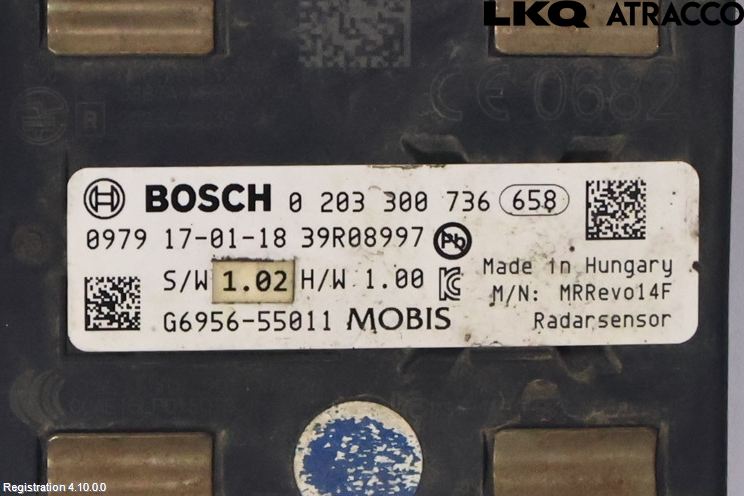 LKQ ATRACCO
CE 0682
R
BOSCH 0 203 300 736 658
0979 17-01-18 39R08997 Pb
S/W 1.02 H/W 1.00
Made in Hungary
M/N: MRRevo14F
G6956-55011 MOBIS
Radarsensor
Registration 4.10.0.0